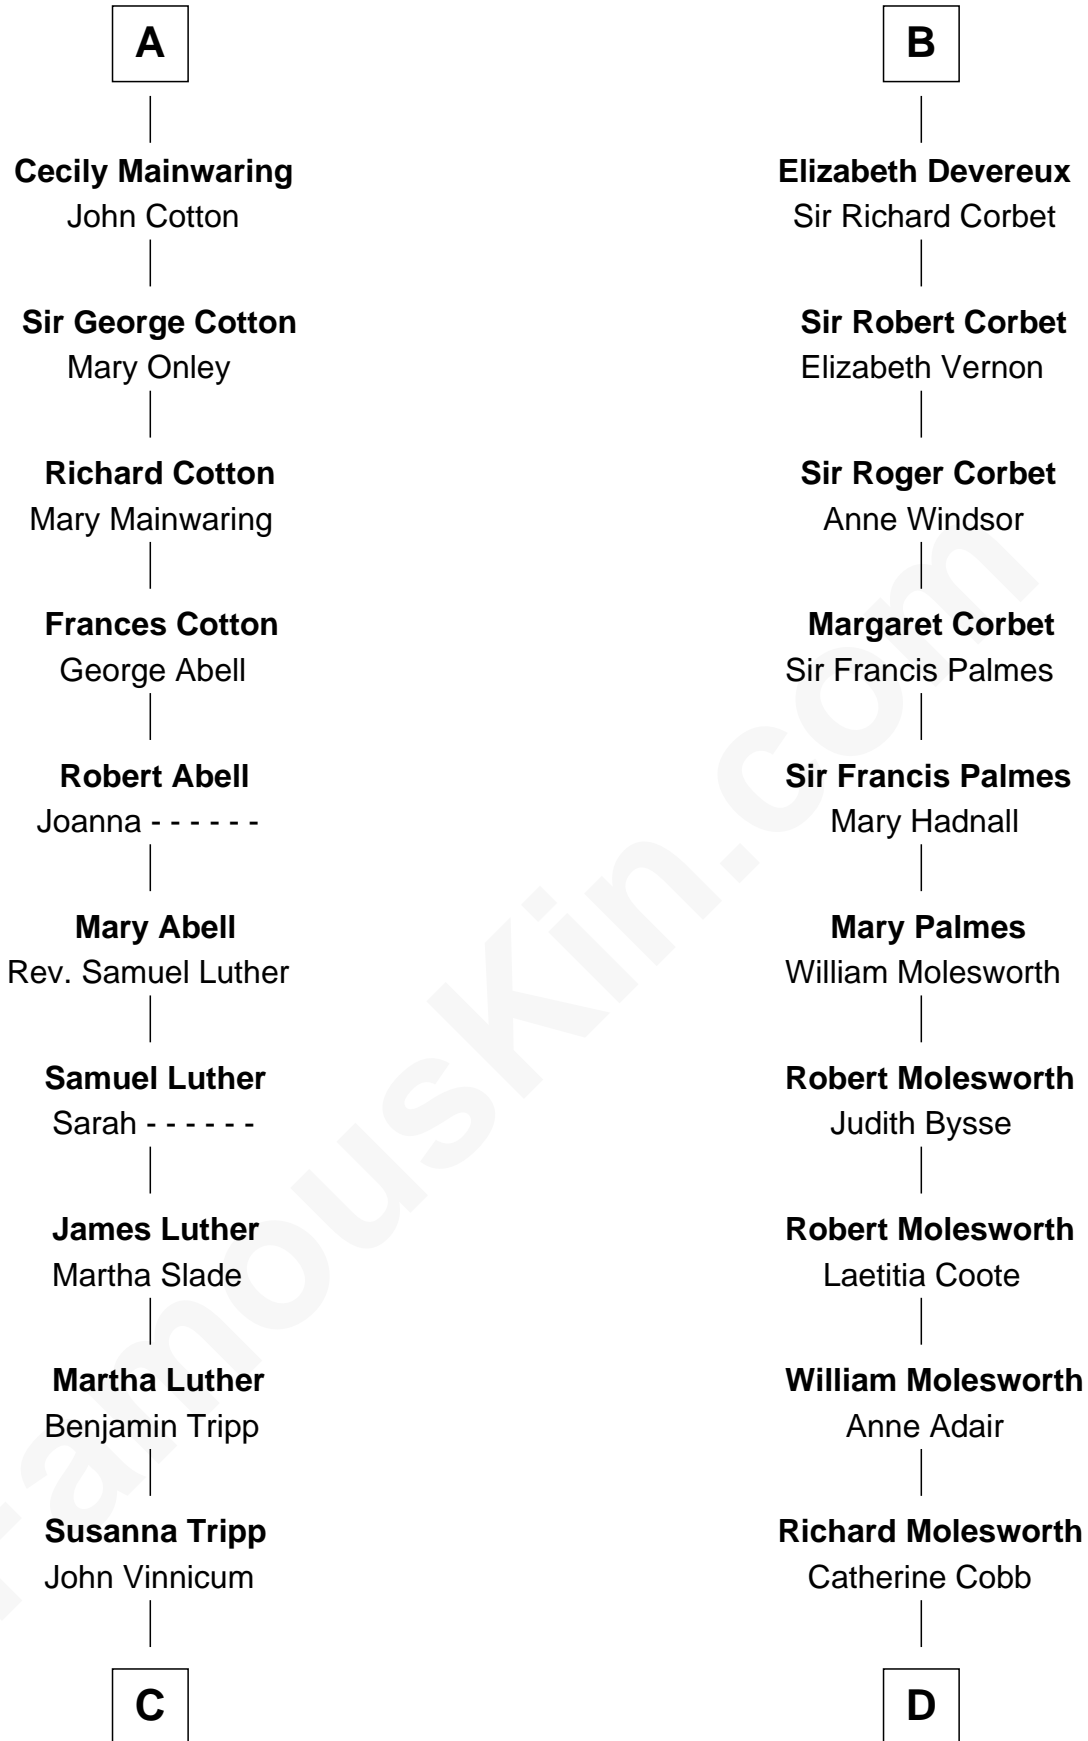 A
Cecily Mainwaring
John Cotton
Sir George Cotton
Mary Onley
Richard Cotton
Mary Mainwaring
Frances Cotton
George Abell
Robert Abell
Joanna - - - - - -
Mary Abell
Rev. Samuel Luther
Samuel Luther
Sarah - - - - - -
James Luther
Martha Slade
Martha Luther
Benjamin Tripp
Susanna Tripp
John Vinnicum
C
B
Elizabeth Devereux
Sir Richard Corbet
Sir Robert Corbet
Elizabeth Vernon
Sir Roger Corbet
Anne Windsor
Margaret Corbet
Sir Francis Palmes
Sir Francis Palmes
Mary Hadnall
Mary Palmes
William Molesworth
Robert Molesworth
Judith Bysse
Robert Molesworth
Laetitia Coote
William Molesworth
Anne Adair
Richard Molesworth
Catherine Cobb
D
FamousKin.com